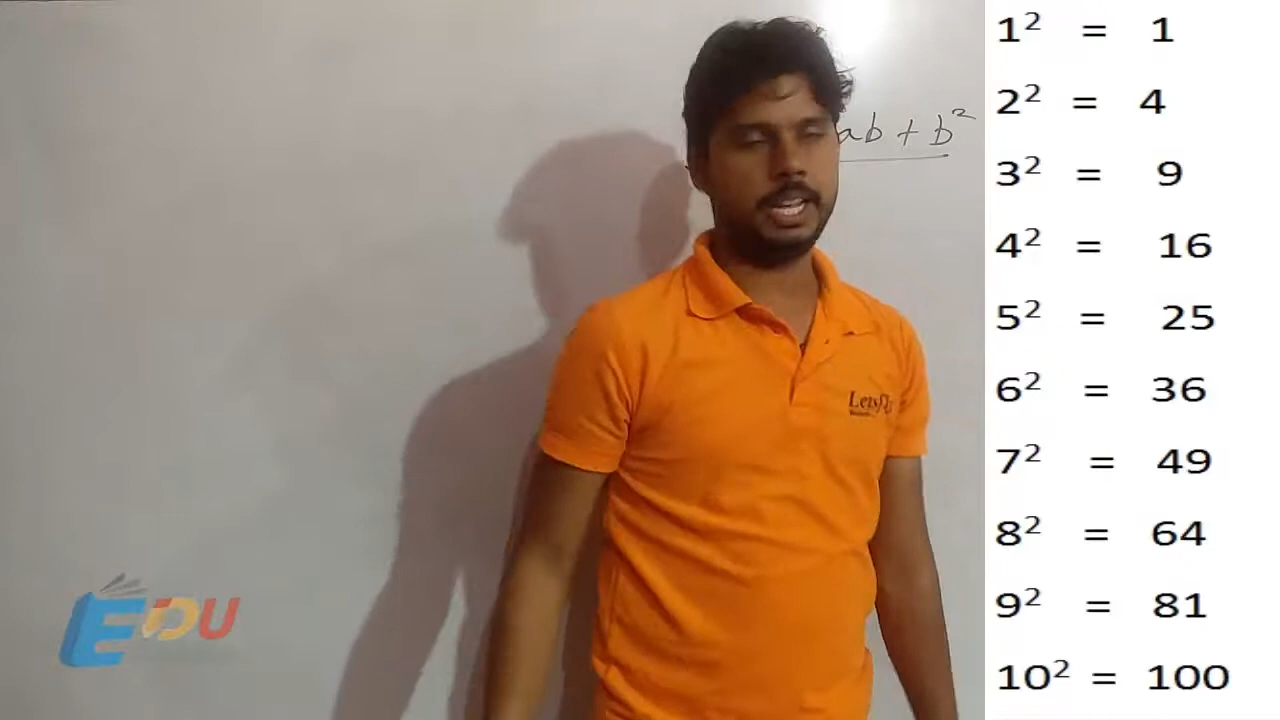 ab + b²
1² = 1
2² = 4
3² = 9
4² = 16
5² = 25
6² = 36
7² = 49
8² = 64
9² = 81
10² = 100
EDU